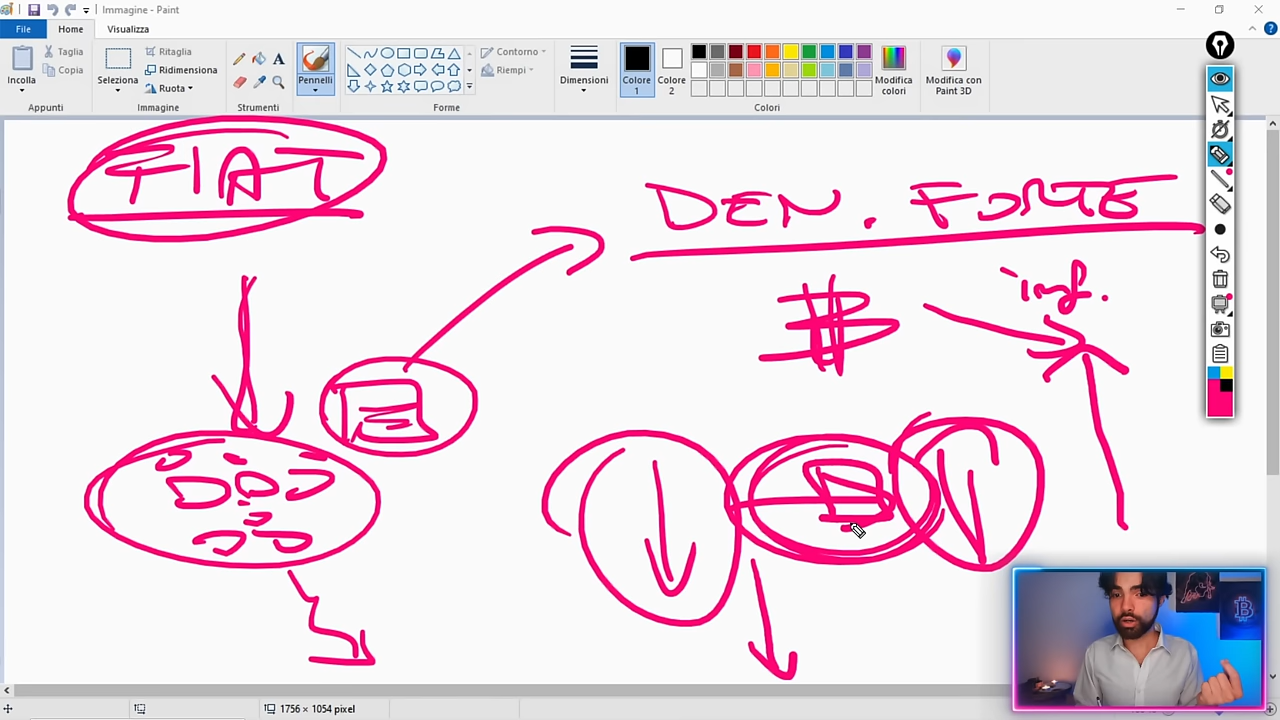 Immagine - Paint
File
Home
Visualizza
Incolla
Taglia
Copia
Appunti
Seleziona
Ritaglia
Ridimensiona
Ruota
Immagine
Strumenti
Pennelli
Forme
Contorno
Riempi
Dimensioni
Colore 1
Colore 2
Modifica colori
Colori
Modifica con Paint 3D
FIAT
DEN. FORTE
inf.
1756 × 1054 pixel